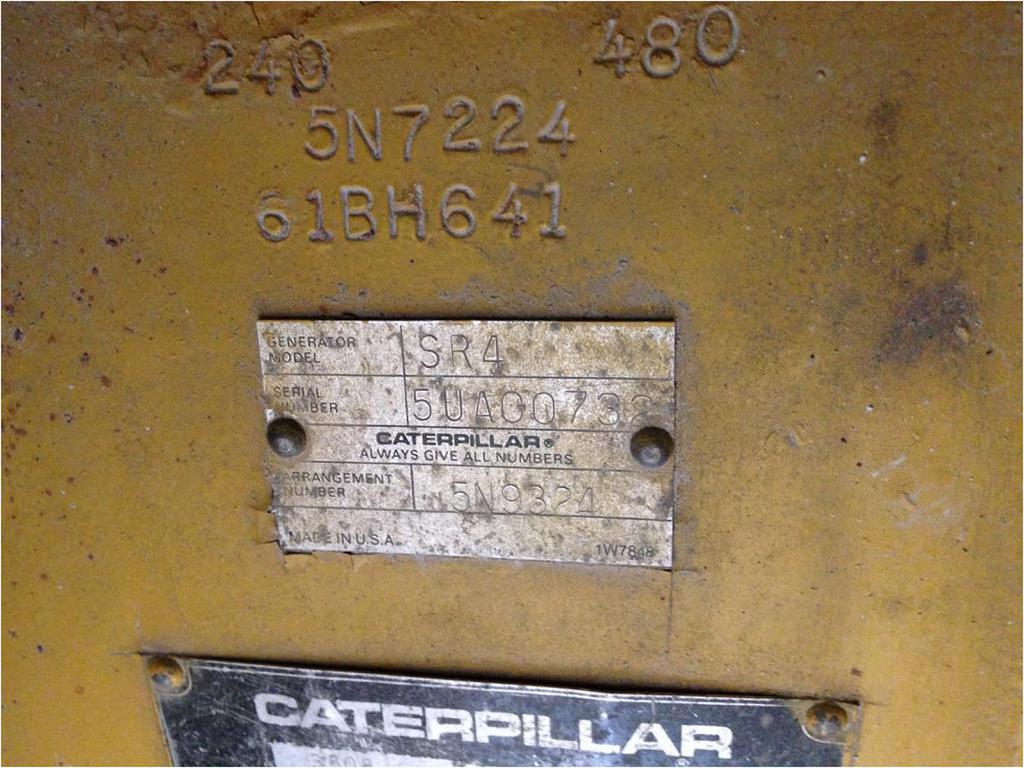 240 480
5N7224
61BH641
GENERATOR MODEL SR4
SERIAL NUMBER 5UA00732
CATERPILLAR®
ALWAYS GIVE ALL NUMBERS
ARRANGEMENT NUMBER 5N9324
MADE IN U.S.A. 1W7848
CATERPILLAR®